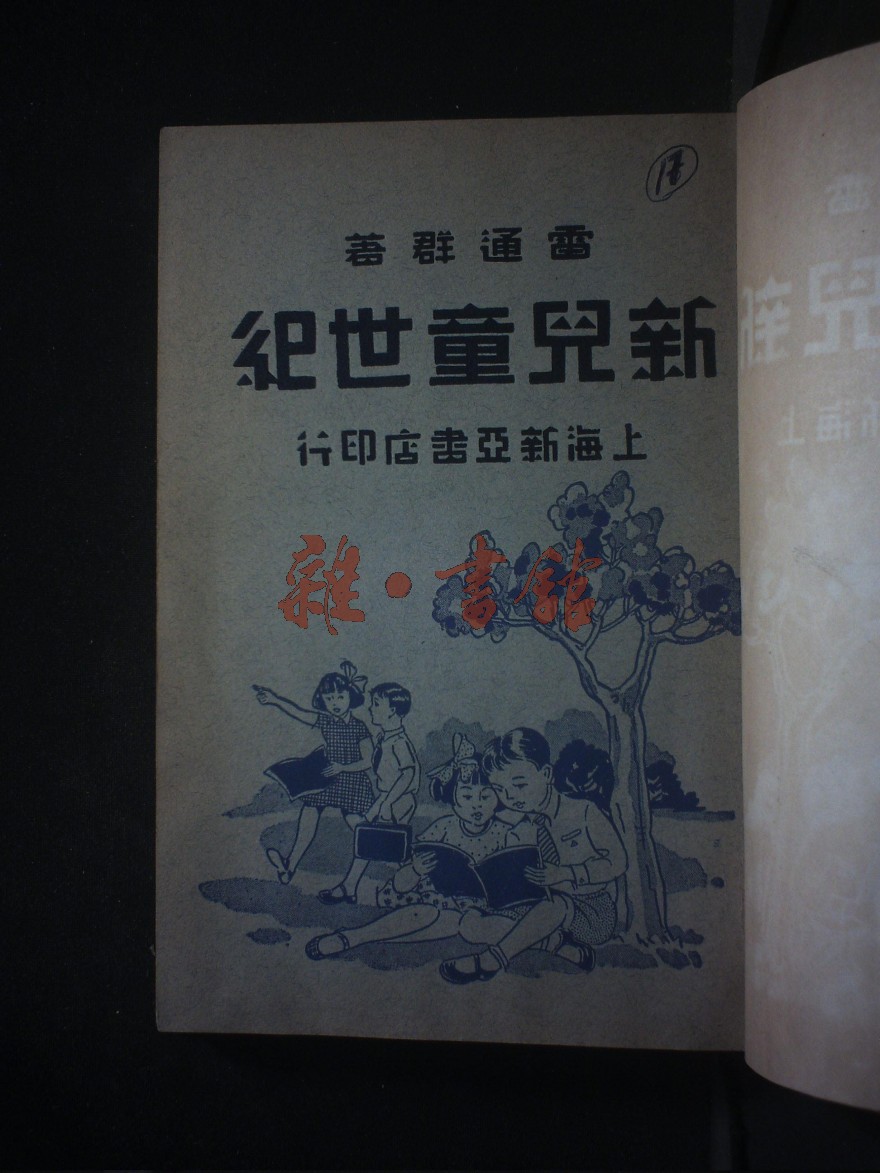 雷通群著
新兒童世紀
上海新亞書店印行
雜·書館